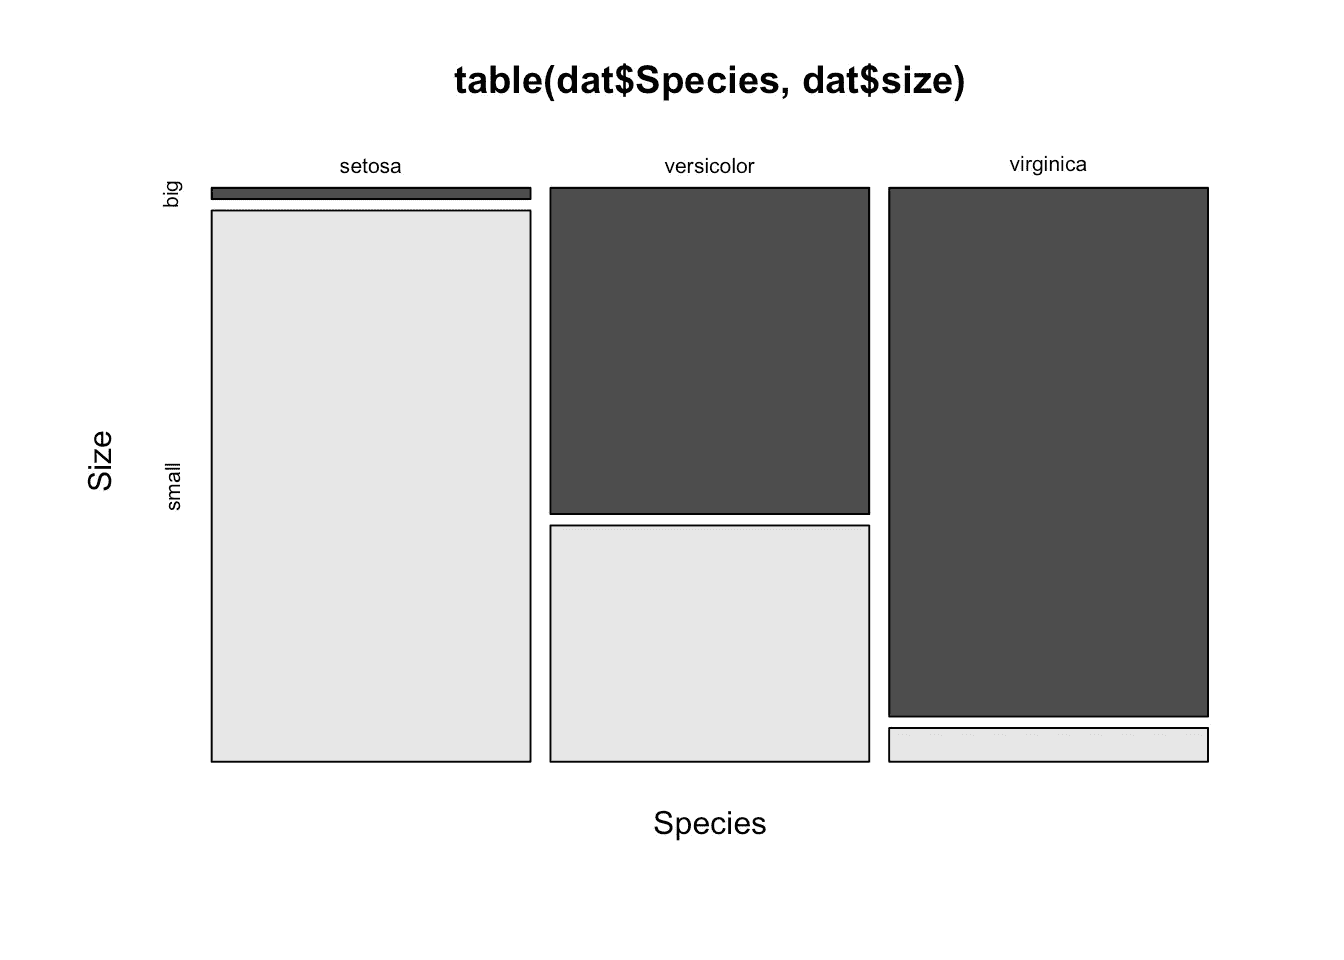 table(dat$Species, dat$size)
setosa versicolor virginica
big
small
Size
Species